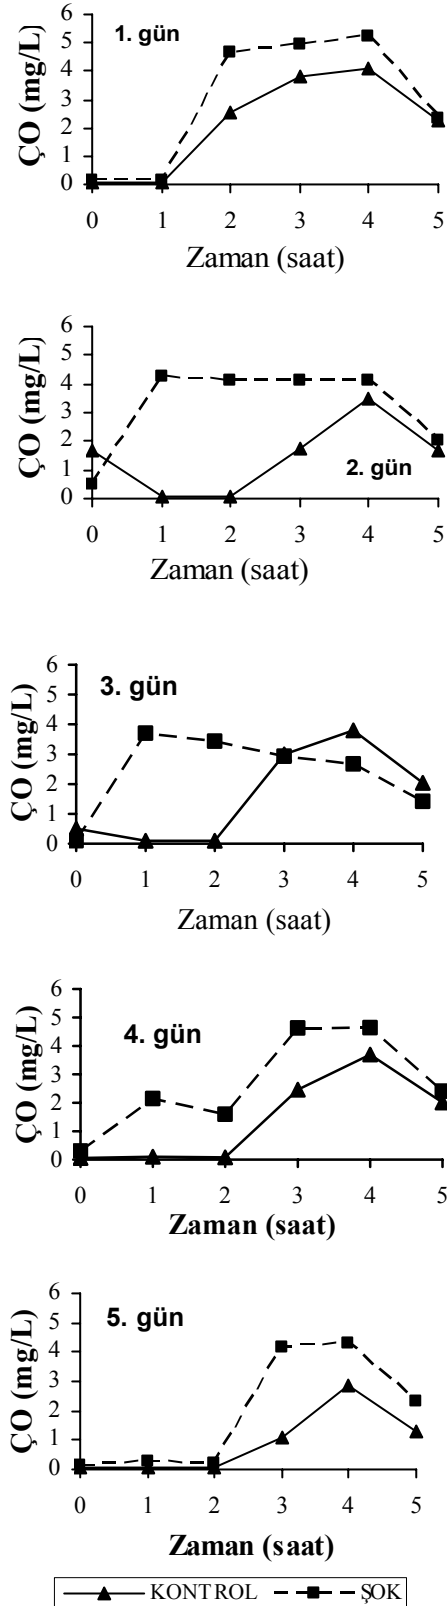 ÇO (mg/L)
6
5
4
3
2
1
0
1. gün
0 1 2 3 4 5
Zaman (saat)
ÇO (mg/L)
6
5
4
3
2
1
0
2. gün
0 1 2 3 4 5
Zaman (saat)
ÇO (mg/L)
6
5
4
3
2
1
0
3. gün
0 1 2 3 4 5
Zaman (saat)
ÇO (mg/L)
6
5
4
3
2
1
0
4. gün
0 1 2 3 4 5
Zaman (saat)
ÇO (mg/L)
6
5
4
3
2
1
0
5. gün
0 1 2 3 4 5
Zaman (saat)
KONTROL ŞOK